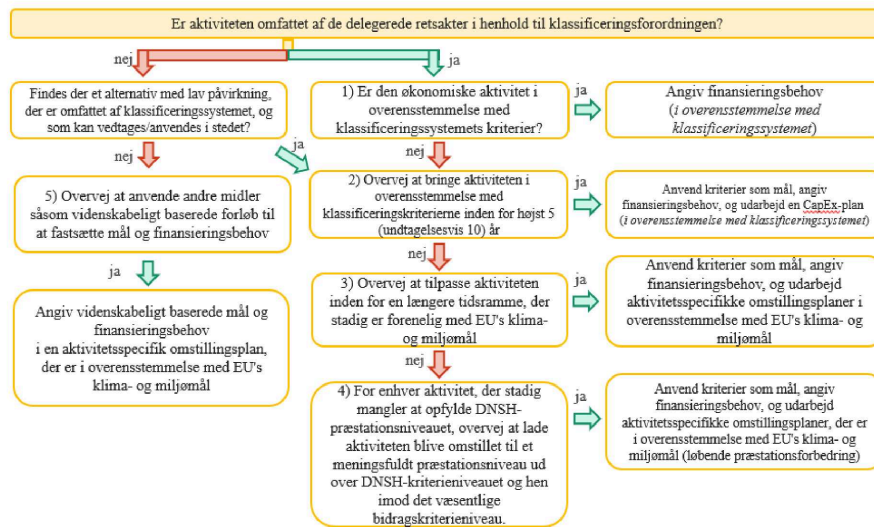 Er aktiviteten omfattet af de delegerede retsakter i henhold til klassificeringsforordningen?
nej
ja
Findes der et alternativ med lav påvirkning,
der er omfattet af klassificeringssystemet, og
som kan vedtages/anvendes i stedet?
1) Er den økonomiske aktivitet i
overensstemmelse med
klassificeringssystemets kriterier?
ja
Angiv finansieringsbehov
(i overensstemmelse med
klassificeringssystemet)
nej
ja
nej
5) Overvej at anvende andre midler
såsom videnskabeligt baserede forløb til
at fastsætte mål og finansieringsbehov
2) Overvej at bringe aktiviteten i
overensstemmelse med
klassificeringskriterierne inden for højst 5
(undtagelsesvis 10) år
ja
Anvend kriterier som mål, angiv
finansieringsbehov, og udarbejd en CapEx-plan
(i overensstemmelse med klassificeringssystemet)
ja
nej
Angiv videnskabeligt baserede mål og
finansieringsbehov
i en aktivitetsspecifik omstillingsplan,
der er i overensstemmelse med EU's
klima- og miljømål
3) Overvej at tilpasse aktiviteten
inden for en længere tidsramme, der
stadig er forenelig med EU's klima-
og miljømål
ja
Anvend kriterier som mål, angiv
finansieringsbehov, og udarbejd
aktivitetsspecifikke omstillingsplaner i
overensstemmelse med EU's klima- og
miljømål
nej
4) For enhver aktivitet, der stadig
mangler at opfylde DNSH-
præstationsniveauet, overvej at lade
aktiviteten blive omstillet til et
meningsfuldt præstationsniveau ud
over DNSH-kriterieniveauet og hen
imod det væsentlige
bidragskriterieniveau.
ja
Anvend kriterier som mål, angiv
finansieringsbehov, og udarbejd
aktivitetsspecifikke omstillingsplaner, der er
i overensstemmelse med EU's klima- og
miljømål (løbende præstationsforbedring)